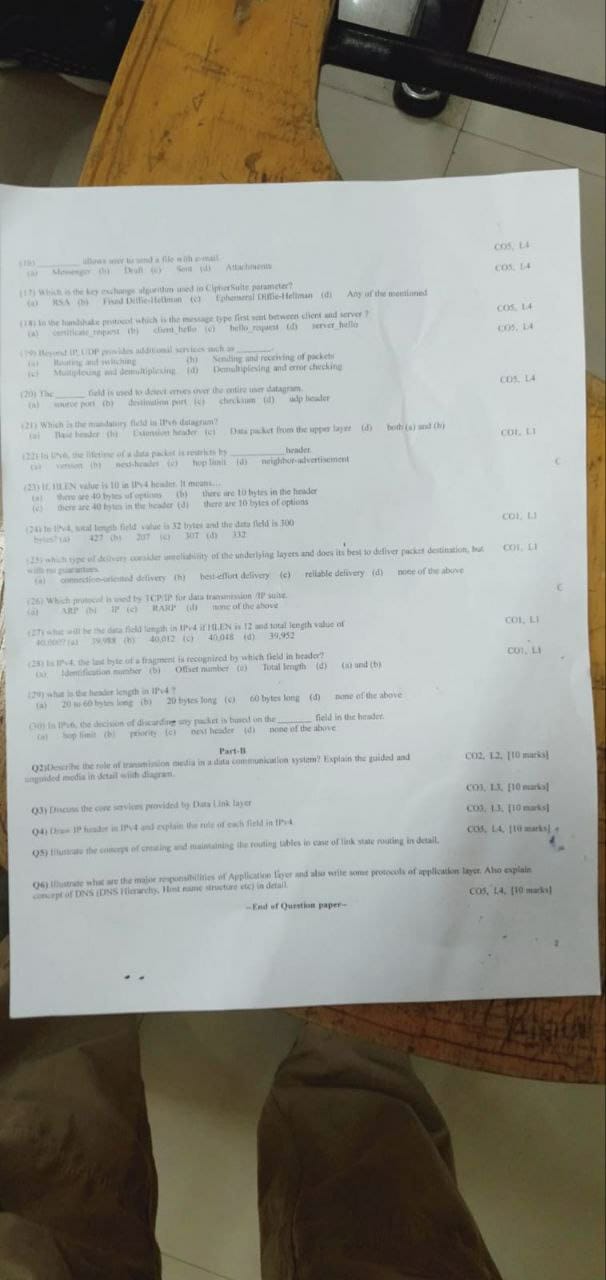 (16)________ allows user to send a file with e-mail. CO5, L4
(a) Messenger (b) Draft (c) Sent (d) Attachments CO5, L4
(17) Which is the key exchange algorithm used in CipherSuite parameter?
(a) RSA (b) Fixed Diffie-Hellman (c) Ephemeral Diffie-Hellman (d) Any of the mentioned
(18) In the handshake protocol which is the message type first sent between client and server ? CO5, L4
(a) certificate_request (b) client_hello (c) hello_request (d) server_hello CO5, L4
(19) Beyond IP, UDP provides additional services such as ________.
(a) Routing and switching (b) Sending and receiving of packets
(c) Multiplexing and demultiplexing (d) Demultiplexing and error checking
(20) The________ field is used to detect errors over the entire user datagram. CO5, L4
(a) source port (b) destination port (c) checksum (d) udp header
(21) Which is the mandatory field in IPv6 datagram?
(a) Base header (b) Extension header (c) Data packet from the upper layer (d) both (a) and (b)
(22) In IPv6, the lifetime of a data packet is restricts by____________header. CO1, L1
(a) version (b) next-header (c) hop limit (d) neighbor-advertisement
C
(23) If, HLEN value is 10 in IPv4 header. It means…
(a) there are 40 bytes of options (b) there are 10 bytes in the header
(c) there are 40 bytes in the header (d) there are 10 bytes of options
(24) In IPv4, total length field value is 32 bytes and the data field is 300 CO1, L1
bytes? (a) 427 (b) 207 (c) 307 (d) 332
(25) which type of delivery consider unreliability of the underlying layers and does its best to deliver packet destination, but CO1, L1
with no guarantees.
(a) connection-oriented delivery (b) best-effort delivery (c) reliable delivery (d) none of the above
C
(26) Which protocol is used by TCP/IP for data transmission /IP suite.
(a) ARP (b) IP (c) RARP (d) none of the above
(27) what will be the data field length in IPv4 if HLEN is 12 and total length value of CO1, L1
40,000? (a) 39,988 (b) 40,012 (c) 40,048 (d) 39,952
(28) In IPv4, the last byte of a fragment is recognized by which field in header? CO1, L1
(a) Identification number (b) Offset number (c) Total length (d) (a) and (b)
(29) what is the header length in IPv4 ?
(a) 20 to 60 bytes long (b) 20 bytes long (c) 60 bytes long (d) none of the above
(30) In IPv6, the decision of discarding any packet is based on the________ field in the header.
(a) hop limit (b) priority (c) next header (d) none of the above
Part-B
Q2)Describe the role of transmission media in a data communication system? Explain the guided and CO2, L2, [10 marks]
unguided media in detail with diagram.
Q3) Discuss the core services provided by Data Link layer CO3, L3, [10 marks]
Q4) Draw IP header in IPv4 and explain the role of each field in IPv4. CO3, L3, [10 marks]
Q5) Illustrate the concept of creating and maintaining the routing tables in case of link state routing in detail. CO5, L4, [10 marks]
Q6) Illustrate what are the major responsibilities of Application layer and also write some protocols of application layer. Also explain
concept of DNS (DNS Hierarchy, Host name structure etc) in detail. CO5, L4, [10 marks]
--End of Question paper--
2